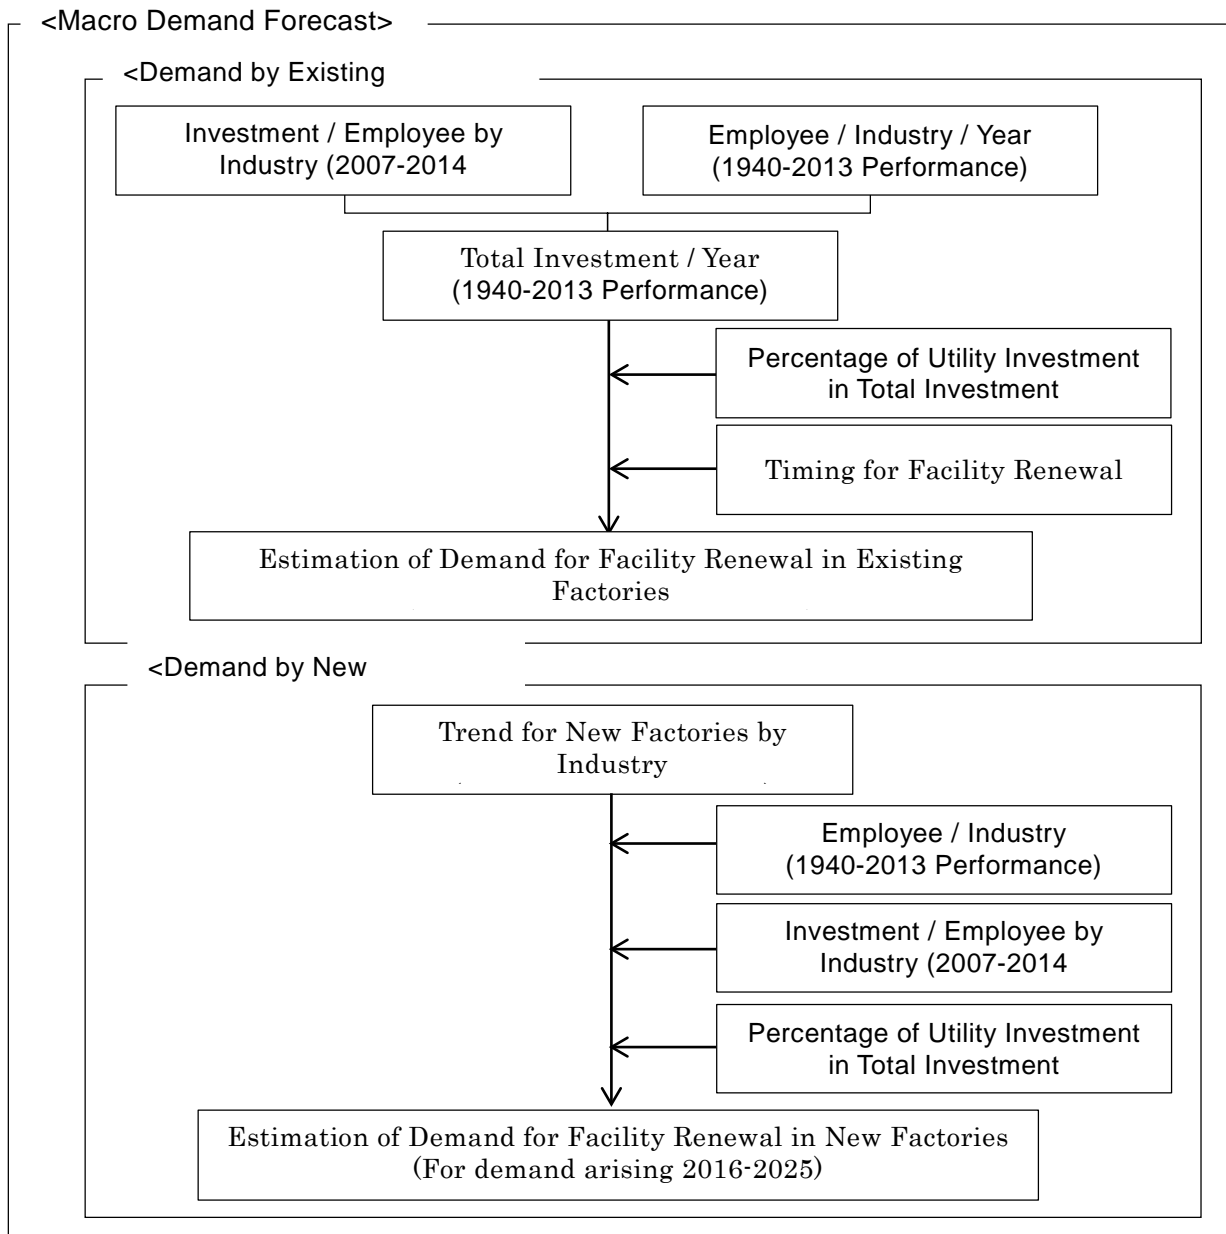 <Macro Demand Forecast>
<Demand by Existing
Investment / Employee by
Industry (2007-2014
Employee / Industry / Year
(1940-2013 Performance)
Total Investment / Year
(1940-2013 Performance)
Percentage of Utility Investment
in Total Investment
Timing for Facility Renewal
Estimation of Demand for Facility Renewal in Existing
Factories
<Demand by New
Trend for New Factories by
Industry
Employee / Industry
(1940-2013 Performance)
Investment / Employee by
Industry (2007-2014
Percentage of Utility Investment
in Total Investment
Estimation of Demand for Facility Renewal in New Factories
(For demand arising 2016-2025)